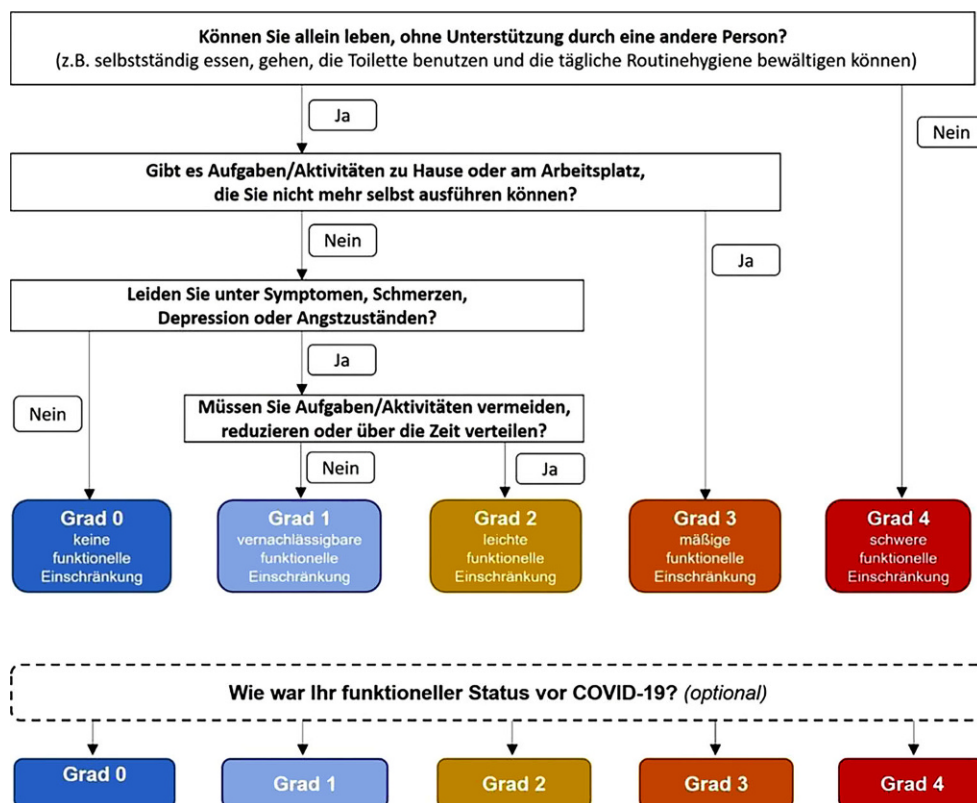 Können Sie allein leben, ohne Unterstützung durch eine andere Person?
(z.B. selbstständig essen, gehen, die Toilette benutzen und die tägliche Routinehygiene bewältigen können)
Ja
Nein
Gibt es Aufgaben/Aktivitäten zu Hause oder am Arbeitsplatz,
die Sie nicht mehr selbst ausführen können?
Nein
Ja
Leiden Sie unter Symptomen, Schmerzen,
Depression oder Angstzuständen?
Ja
Nein
Müssen Sie Aufgaben/Aktivitäten vermeiden,
reduzieren oder über die Zeit verteilen?
Nein
Ja
Grad 0
keine
funktionelle
Einschränkung
Grad 1
vernachlässigbare
funktionelle
Einschränkung
Grad 2
leichte
funktionelle
Einschränkung
Grad 3
mäßige
funktionelle
Einschränkung
Grad 4
schwere
funktionelle
Einschränkung
Wie war Ihr funktioneller Status vor COVID-19? (optional)
Grad 0
Grad 1
Grad 2
Grad 3
Grad 4